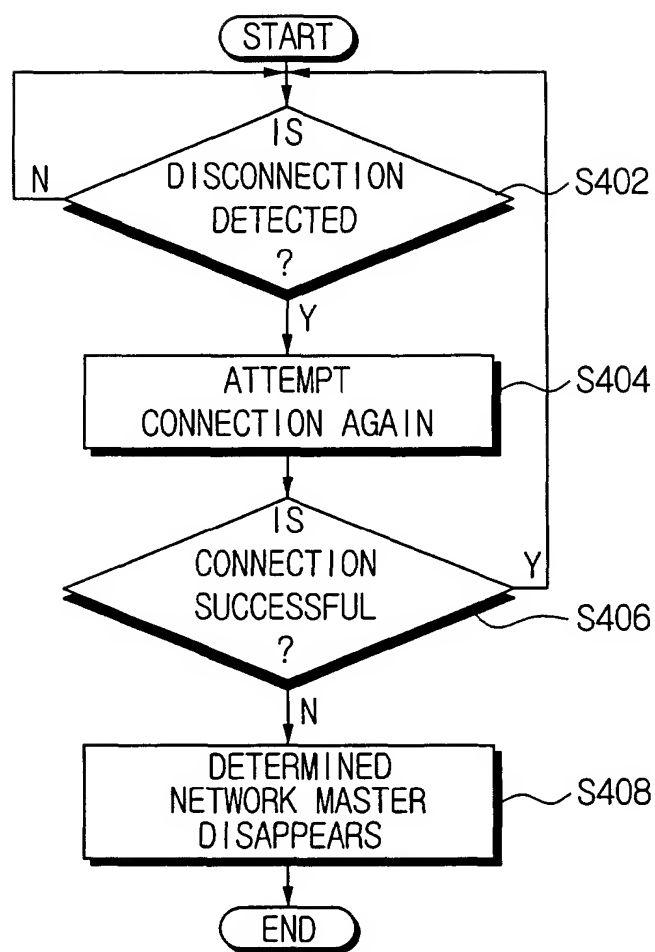 START
IS
DISCONNECTION
DETECTED
?
N
S402
Y
ATTEMPT
CONNECTION AGAIN
S404
IS
CONNECTION
SUCCESSFUL
?
Y
S406
N
DETERMINED
NETWORK MASTER
DISAPPEARS
S408
END